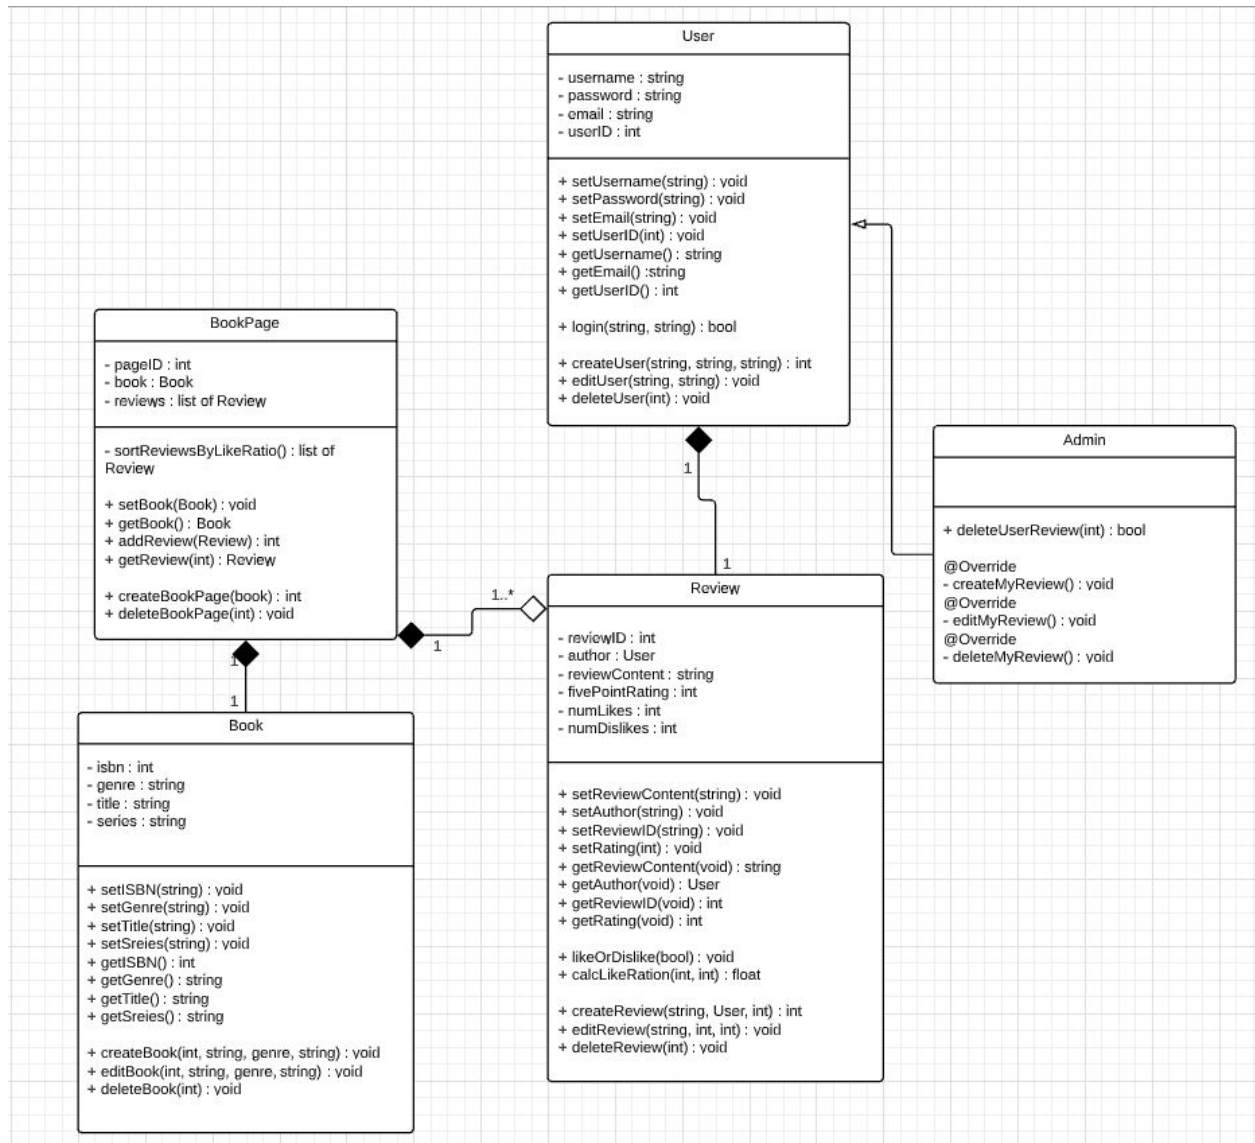 User
- username : string
- password : string
- email : string
- userID : int
+ setUsername(string) : void
+ setPassword(string) : void
+ setEmail(string) : void
+ setUserID(int) : void
+ getUsername() : string
+ getEmail() :string
+ getUserID() : int
+ login(string, string) : bool
+ createUser(string, string, string) : int
+ editUser(string, string) : void
+ deleteUser(int) : void
1
1
BookPage
- pageID : int
- book : Book
- reviews : list of Review
- sortReviewsByLikeRatio() : list of
Review
+ setBook(Book) : void
+ getBook() : Book
+ addReview(Review) : int
+ getReview(int) : Review
+ createBookPage(book) : int
+ deleteBookPage(int) : void
1..*
1
1
1
Admin
+ deleteUserReview(int) : bool
@Override
- createMyReview() : void
@Override
- editMyReview() : void
@Override
- deleteMyReview() : void
Book
- isbn : int
- genre : string
- title : string
- series : string
+ setISBN(string) : void
+ setGenre(string) : void
+ setTitle(string) : void
+ setSreies(string) : void
+ getISBN() : int
+ getGenre() : string
+ getTitle() : string
+ getSreies() : string
+ createBook(int, string, genre, string) : void
+ editBook(int, string, genre, string) : void
+ deleteBook(int) : void
Review
- reviewID : int
- author : User
- reviewContent : string
- fivePointRating : int
- numLikes : int
- numDislikes : int
+ setReviewContent(string) : void
+ setAuthor(string) : void
+ setReviewID(string) : void
+ setRating(int) : void
+ getReviewContent(void) : string
+ getAuthor(void) : User
+ getReviewID(void) : int
+ getRating(void) : int
+ likeOrDislike(bool) : void
+ calcLikeRation(int, int) : float
+ createReview(string, User, int) : int
+ editReview(string, int, int) : void
+ deleteReview(int) : void